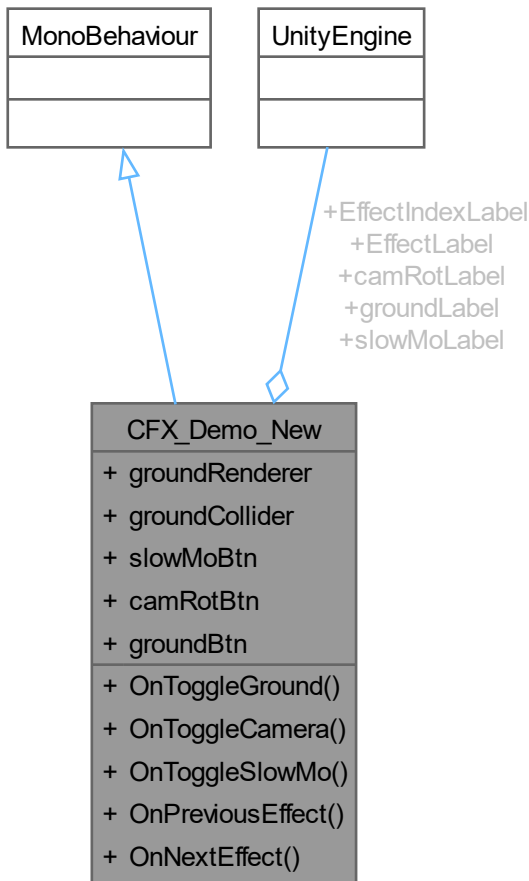 MonoBehaviour
UnityEngine
+EffectIndexLabel
+EffectLabel
+camRotLabel
+groundLabel
+slowMoLabel
CFX_Demo_New
+ groundRenderer
+ groundCollider
+ slowMoBtn
+ camRotBtn
+ groundBtn
+ OnToggleGround()
+ OnToggleCamera()
+ OnToggleSlowMo()
+ OnPreviousEffect()
+ OnNextEffect()